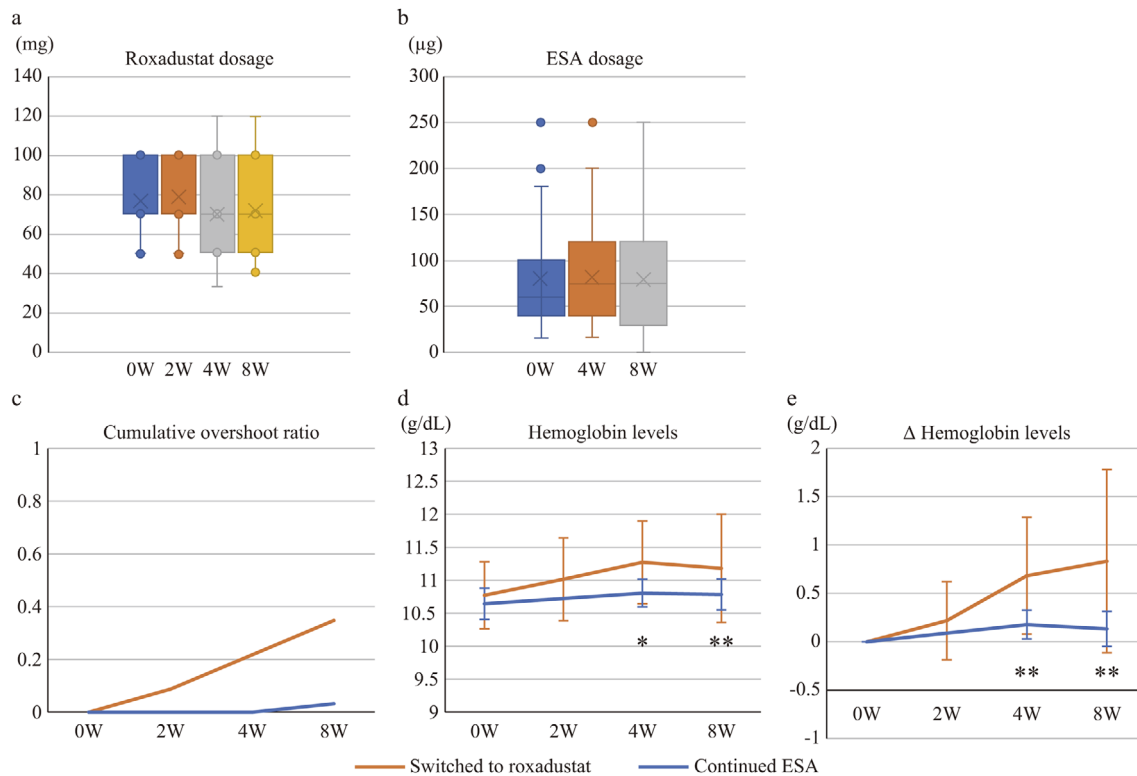 a
(mg)
Roxadustat dosage
140
120
100
80
60
40
20
0
0W 2W 4W 8W
b
(µg)
ESA dosage
300
250
200
150
100
50
0
0W 4W 8W
c
Cumulative overshoot ratio
1
0.8
0.6
0.4
0.2
0
0W 2W 4W 8W
d
(g/dL)
Hemoglobin levels
13
12.5
12
11.5
11
10.5
10
9.5
9
* **
0W 2W 4W 8W
e
(g/dL)
Δ Hemoglobin levels
2
1.5
1
0.5
0
-0.5
-1
** **
0W 2W 4W 8W
Switched to roxadustat Continued ESA